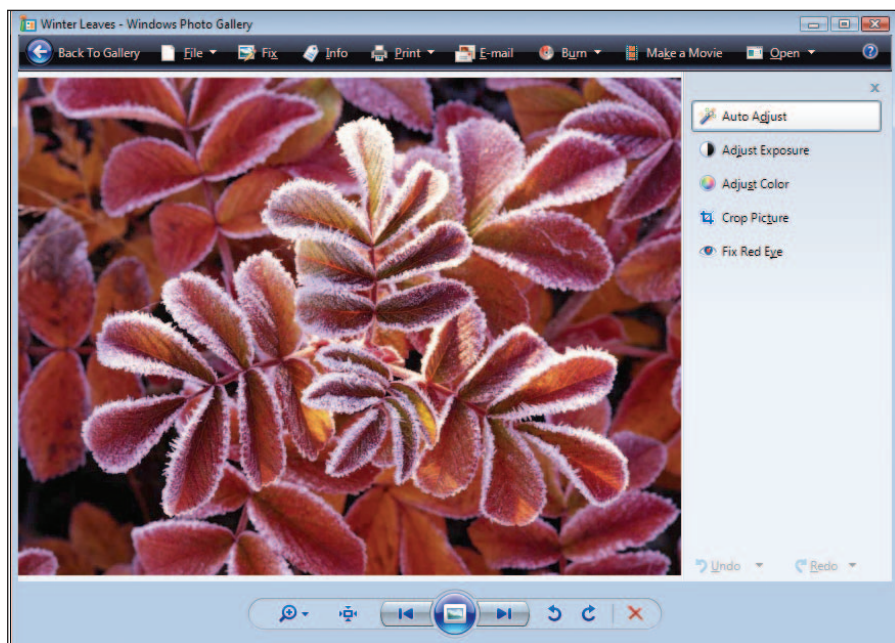 Winter Leaves - Windows Photo Gallery
Back To Gallery File Fix Info Print E-mail Burn Make a Movie Open
Auto Adjust
Adjust Exposure
Adjust Color
Crop Picture
Fix Red Eye
Undo Redo